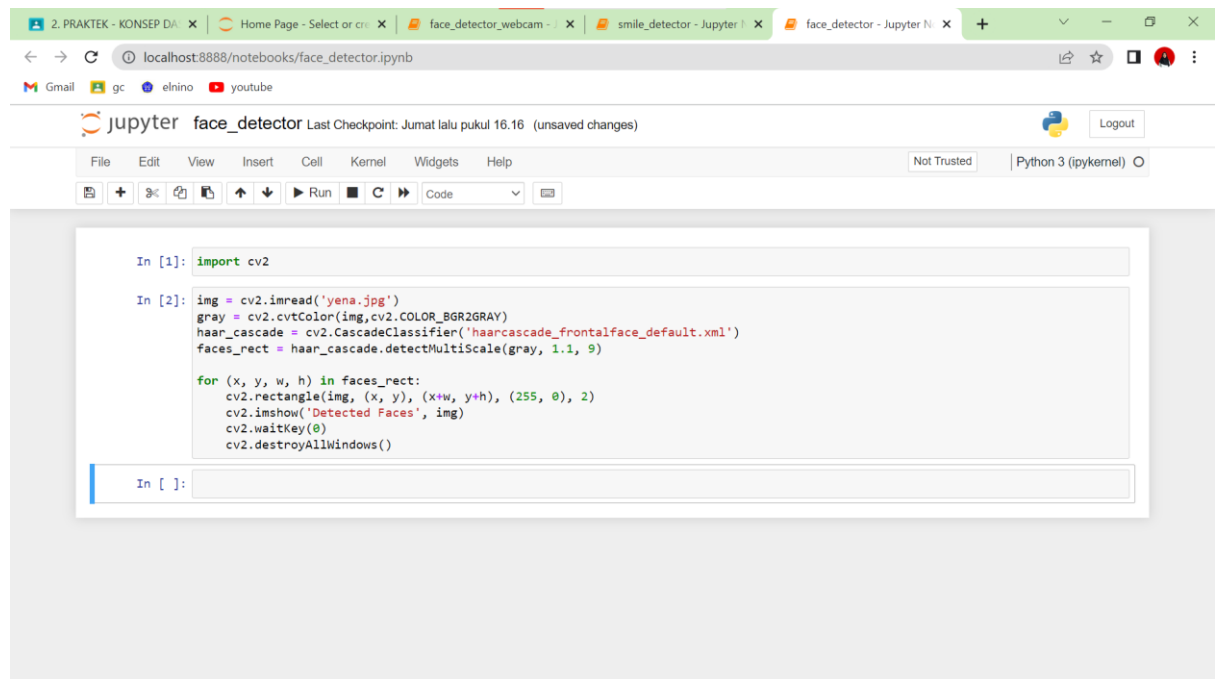 2. PRAKTEK - KONSEP DA
Home Page - Select or cre
face_detector_webcam - J
smile_detector - Jupyter N
face_detector - Jupyter No
localhost:8888/notebooks/face_detector.ipynb
Gmail gc elnino youtube
jupyter face_detector Last Checkpoint: Jumat lalu pukul 16.16 (unsaved changes)
Logout
File Edit View Insert Cell Kernel Widgets Help
Not Trusted
Python 3 (ipykernel)
Run
Code
In [1]: import cv2
In [2]: img = cv2.imread('yena.jpg')
gray = cv2.cvtColor(img,cv2.COLOR_BGR2GRAY)
haar_cascade = cv2.CascadeClassifier('haarcascade_frontalface_default.xml')
faces_rect = haar_cascade.detectMultiScale(gray, 1.1, 9)
for (x, y, w, h) in faces_rect:
    cv2.rectangle(img, (x, y), (x+w, y+h), (255, 0), 2)
    cv2.imshow('Detected Faces', img)
    cv2.waitKey(0)
    cv2.destroyAllWindows()
In [ ]: